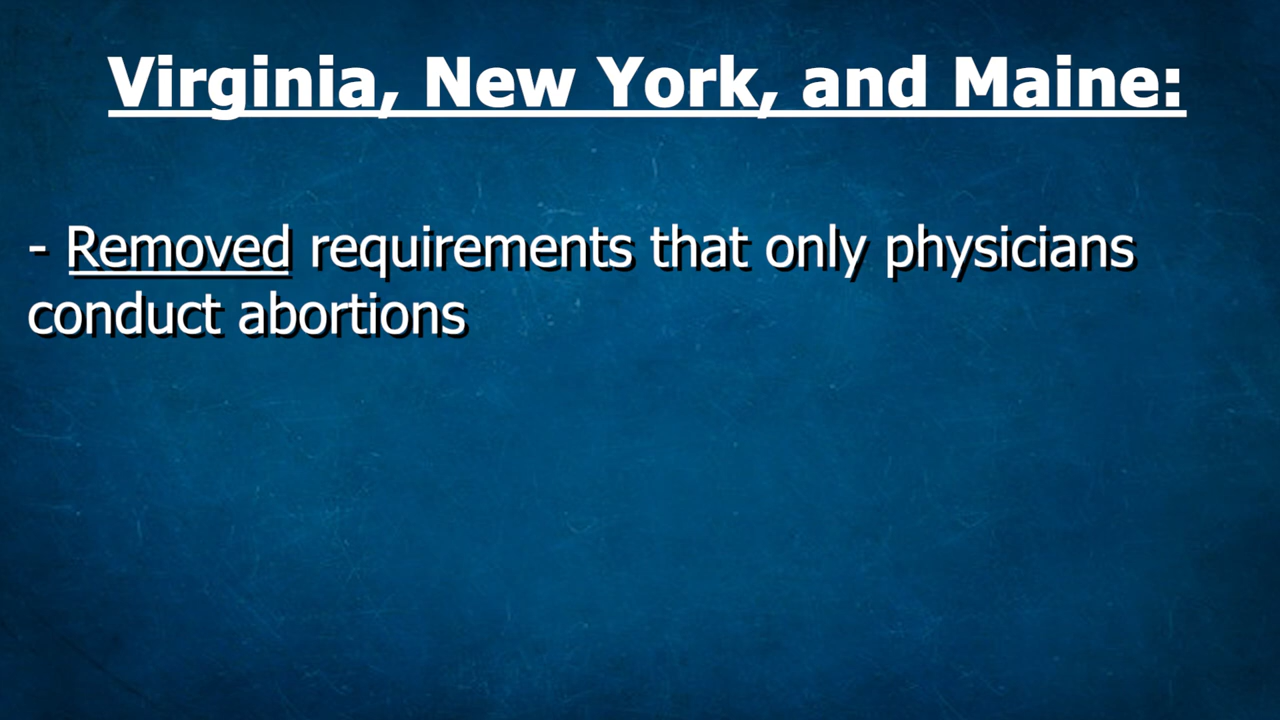 Virginia, New York, and Maine:
- Removed requirements that only physicians
conduct abortions